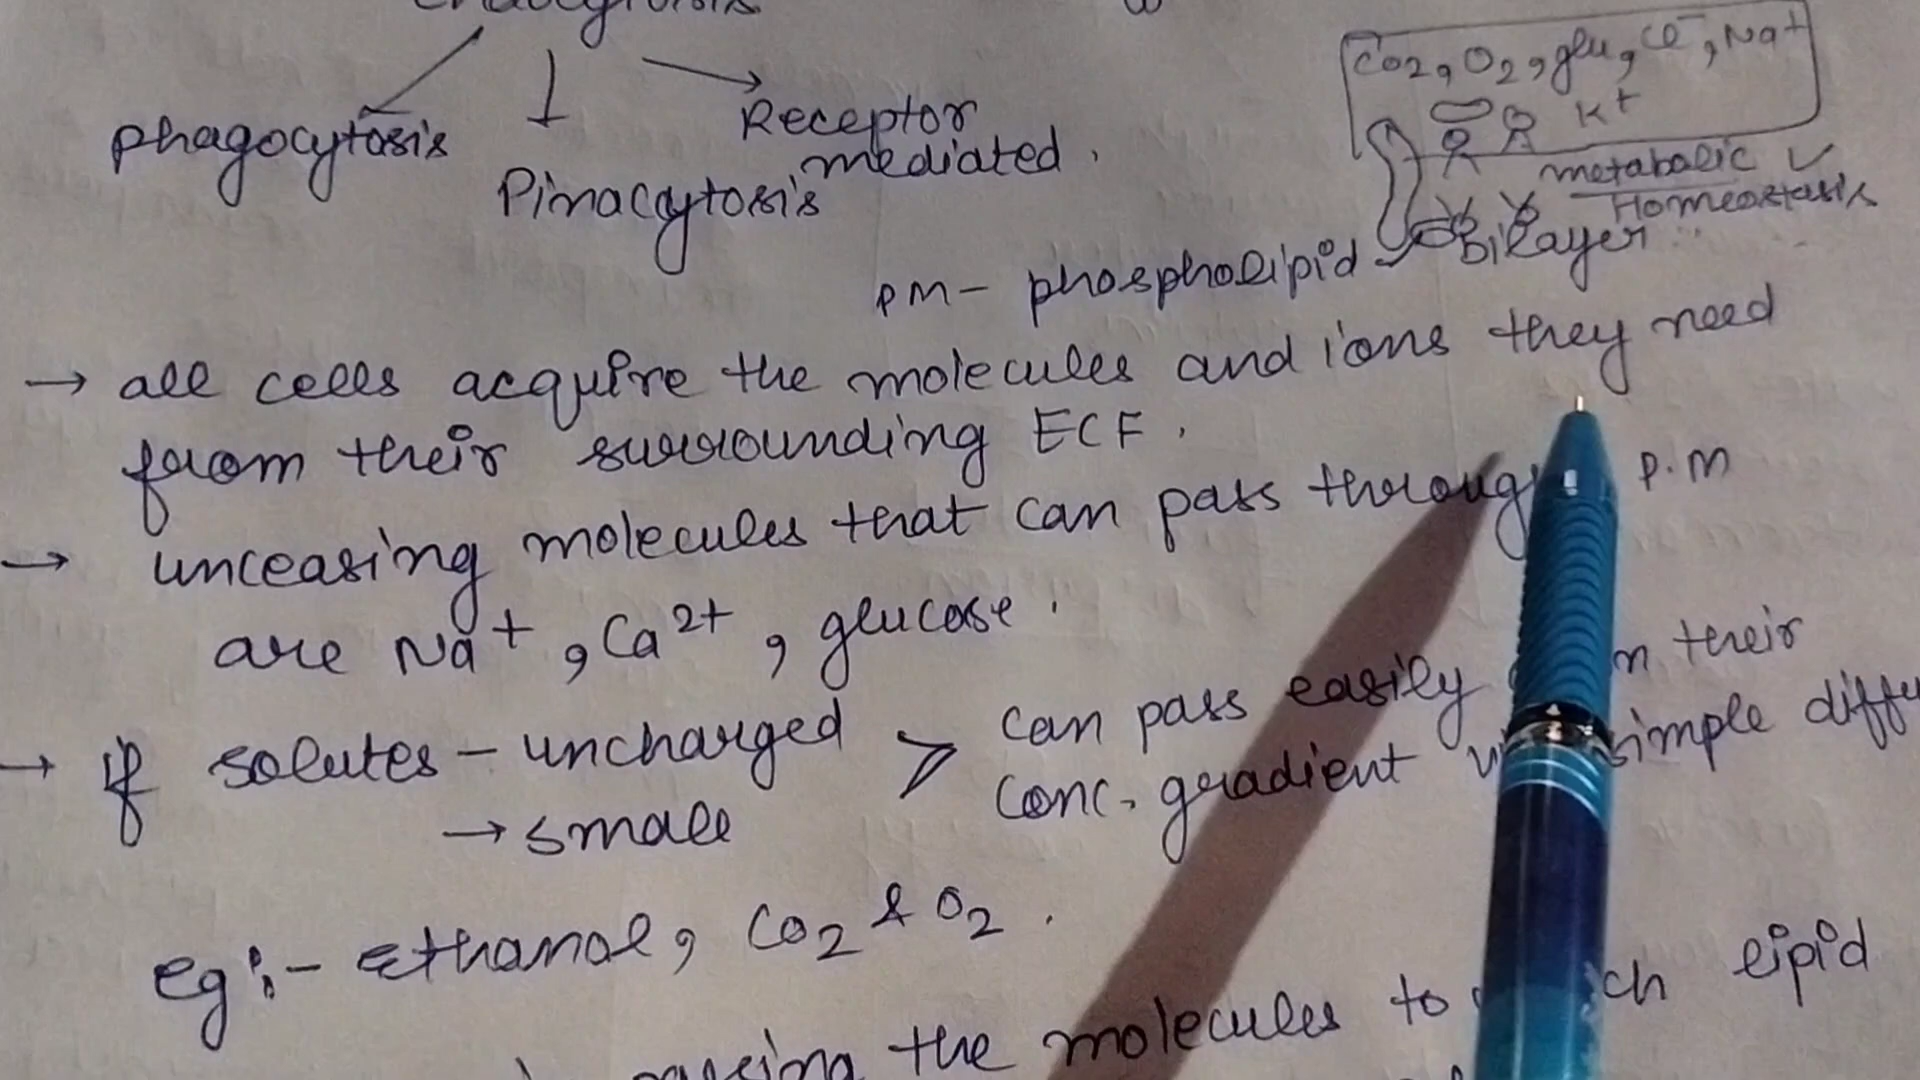 CO2, O2, glu, Cl-, Na+
K+
metabolic ✓
Homeostasis
phagocytosis
Pinacytosis
Receptor
mediated.
PM - phospholipid Bilayer
→ all cells acquire the molecules and ions they need
from their surrounding ECF.
→ unceasing molecules that can pass through P.M
are Na+, Ca2+, glucose.
→ if solutes - uncharged
→ small
> can pass easily their
conc. gradient simple
eg:- Ethanol, CO2 & O2.
the molecules to lipid